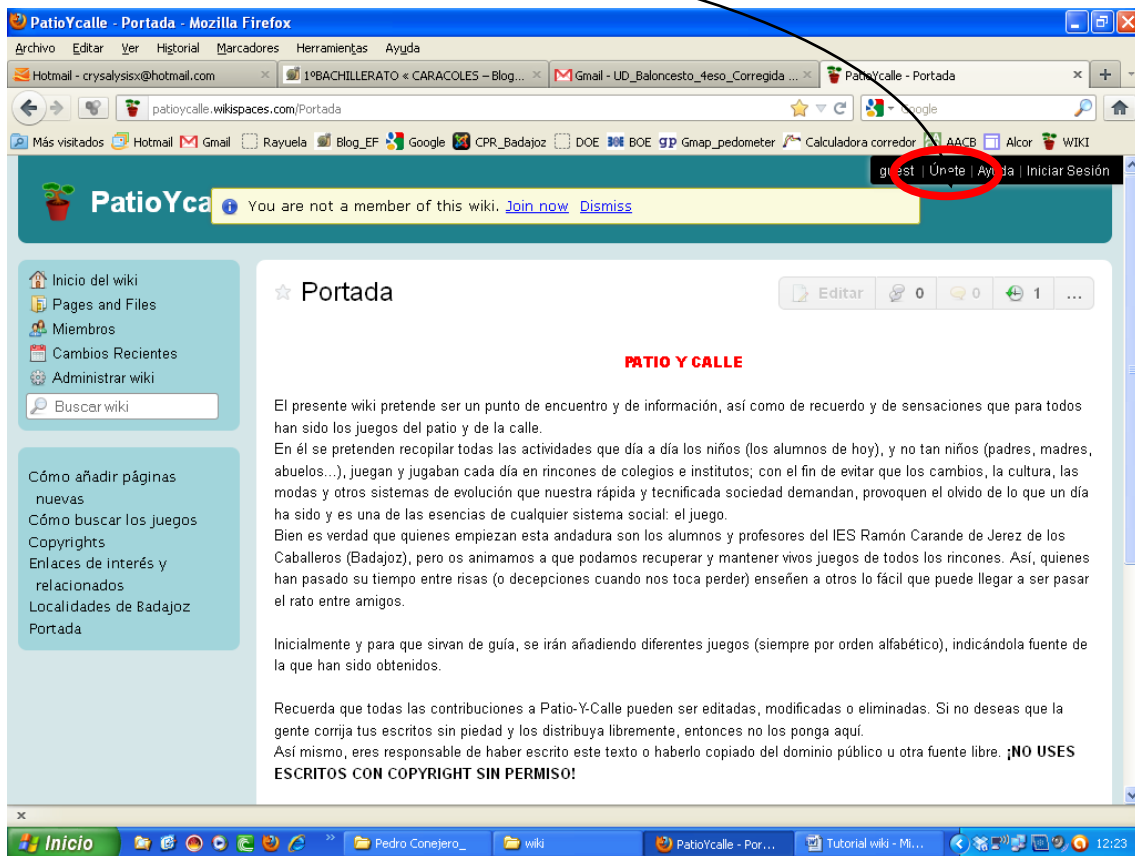 PatioYcalle - Portada - Mozilla Firefox
Archivo Editar Ver Historial Marcadores Herramientas Ayuda
Hotmail - crysalysisx@hotmail.com
1ºBACHILLERATO « CARACOLES – Blog...
Gmail - UD_Baloncesto_4eso_Corregida ...
PatioYcalle - Portada
patioycalle.wikispaces.com/Portada
Google
Más visitados Hotmail Gmail Rayuela Blog_EF Google CPR_Badajoz DOE BOE Gmap_pedometer Calculadora corredor AACB Alcor WIKI
guest | Únete | Ayuda | Iniciar Sesión
PatioYca
You are not a member of this wiki. Join now Dismiss
Inicio del wiki
Pages and Files
Miembros
Cambios Recientes
Administrar wiki
Buscar wiki
Cómo añadir páginas
nuevas
Cómo buscar los juegos
Copyrights
Enlaces de interés y
relacionados
Localidades de Badajoz
Portada
Portada
Editar 0 0 1 ...
PATIO Y CALLE
El presente wiki pretende ser un punto de encuentro y de información, así como de recuerdo y de sensaciones que para todos
han sido los juegos del patio y de la calle.
En él se pretenden recopilar todas las actividades que día a día los niños (los alumnos de hoy), y no tan niños (padres, madres,
abuelos...), juegan y jugaban cada día en rincones de colegios e institutos; con el fin de evitar que los cambios, la cultura, las
modas y otros sistemas de evolución que nuestra rápida y tecnificada sociedad demandan, provoquen el olvido de lo que un día
ha sido y es una de las esencias de cualquier sistema social: el juego.
Bien es verdad que quienes empiezan esta andadura son los alumnos y profesores del IES Ramón Carande de Jerez de los
Caballeros (Badajoz), pero os animamos a que podamos recuperar y mantener vivos juegos de todos los rincones. Así, quienes
han pasado su tiempo entre risas (o decepciones cuando nos toca perder) enseñen a otros lo fácil que puede llegar a ser pasar
el rato entre amigos.
Inicialmente y para que sirvan de guía, se irán añadiendo diferentes juegos (siempre por orden alfabético), indicándola fuente de
la que han sido obtenidos.
Recuerda que todas las contribuciones a Patio-Y-Calle pueden ser editadas, modificadas o eliminadas. Si no deseas que la
gente corrija tus escritos sin piedad y los distribuya libremente, entonces no los ponga aquí.
Así mismo, eres responsable de haber escrito este texto o haberlo copiado del dominio público u otra fuente libre. ¡NO USES
ESCRITOS CON COPYRIGHT SIN PERMISO!
Inicio
Pedro Conejero_
wiki
PatioYcalle - Por...
Tutorial wiki - Mi...
12:23